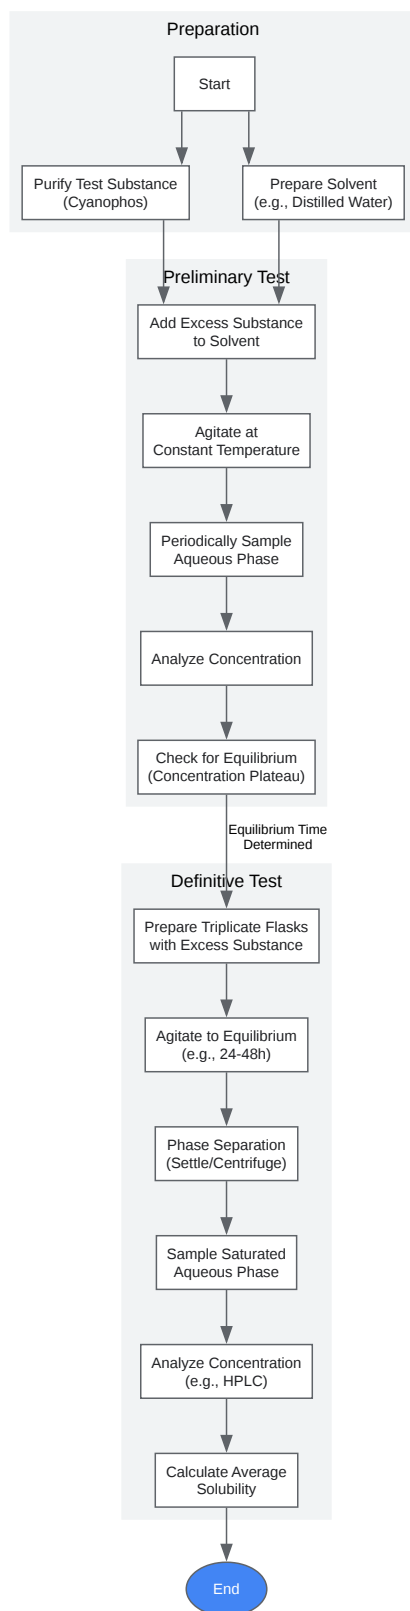 Preparation
Start
Purify Test Substance
(Cyanophos)
Prepare Solvent
(e.g., Distilled Water)
Preliminary Test
Add Excess Substance
to Solvent
Agitate at
Constant Temperature
Periodically Sample
Aqueous Phase
Analyze Concentration
Check for Equilibrium
(Concentration Plateau)
Equilibrium Time
Determined
Definitive Test
Prepare Triplicate Flasks
with Excess Substance
Agitate to Equilibrium
(e.g., 24-48h)
Phase Separation
(Settle/Centrifuge)
Sample Saturated
Aqueous Phase
Analyze Concentration
(e.g., HPLC)
Calculate Average
Solubility
End